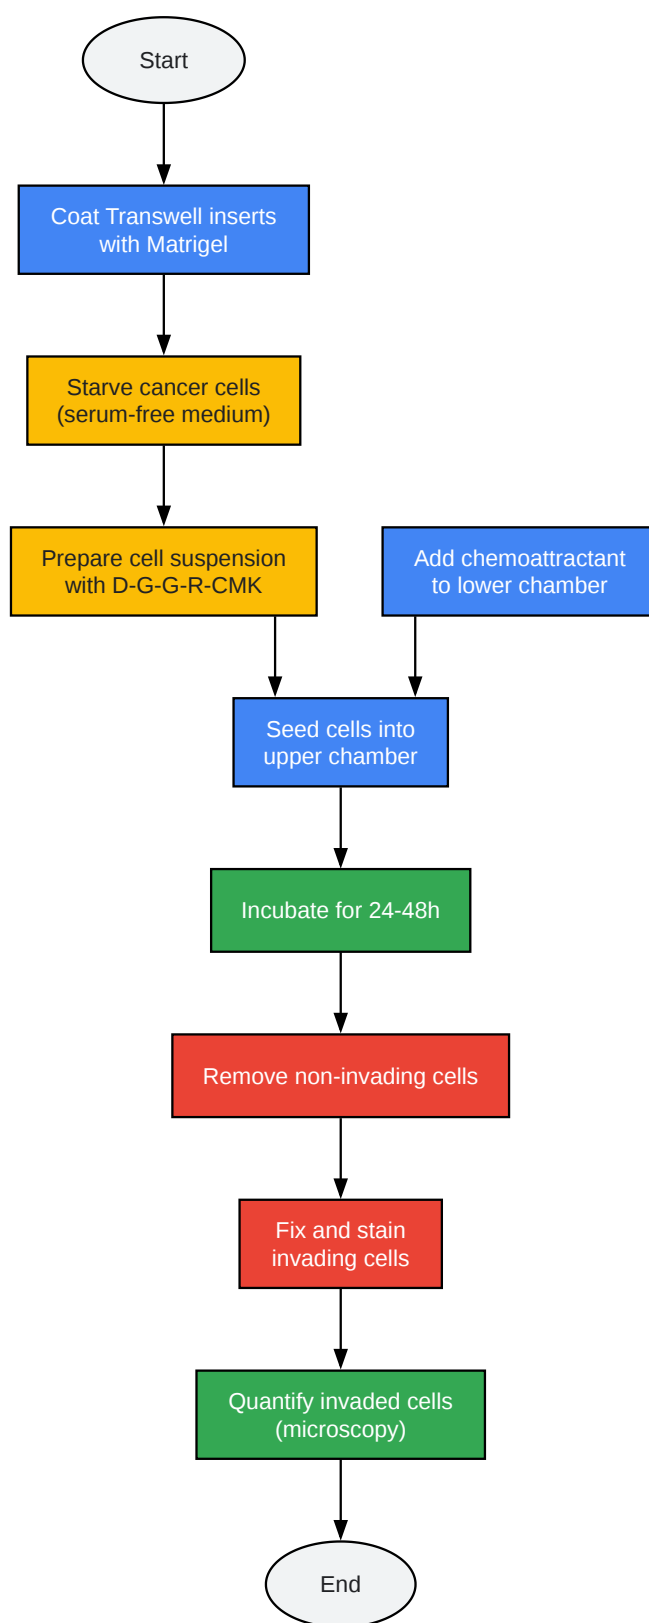 Start
Coat Transwell inserts
with Matrigel
Starve cancer cells
(serum-free medium)
Prepare cell suspension
with D-G-G-R-CMK
Add chemoattractant
to lower chamber
Seed cells into
upper chamber
Incubate for 24-48h
Remove non-invading cells
Fix and stain
invading cells
Quantify invaded cells
(microscopy)
End